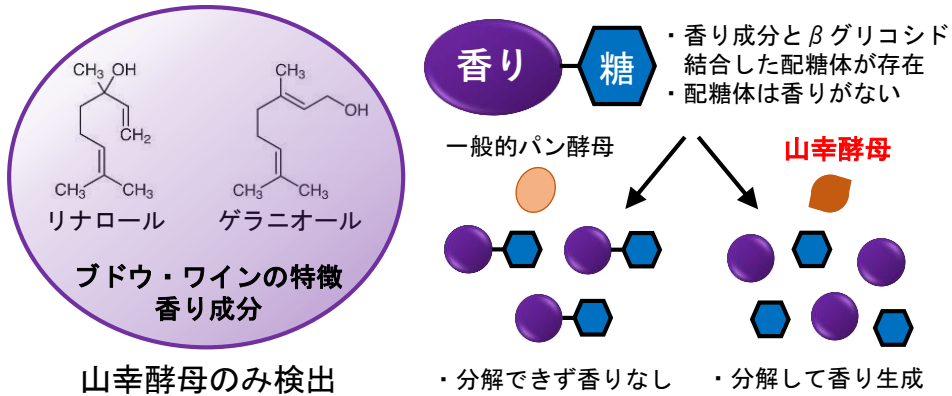 CH₃
OH
CH₂
CH₃
CH₃
リナロール
CH₃
OH
CH₃
CH₃
ゲラニオール
ブドウ・ワインの特徴
香り成分
山幸酵母のみ検出
香り
糖
・香り成分とβグリコシド
結合した配糖体が存在
・配糖体は香りがない
一般的パン酵母
山幸酵母
・分解できず香りなし
・分解して香り生成